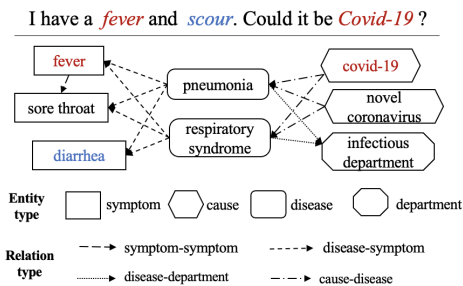 I have a fever and scour. Could it be Covid-19 ?
fever
covid-19
pneumonia
sore throat
novel
coronavirus
respiratory
syndrome
diarrhea
infectious
department
Entity
type
symptom
cause
disease
department
Relation
type
symptom-symptom
disease-symptom
disease-department
cause-disease